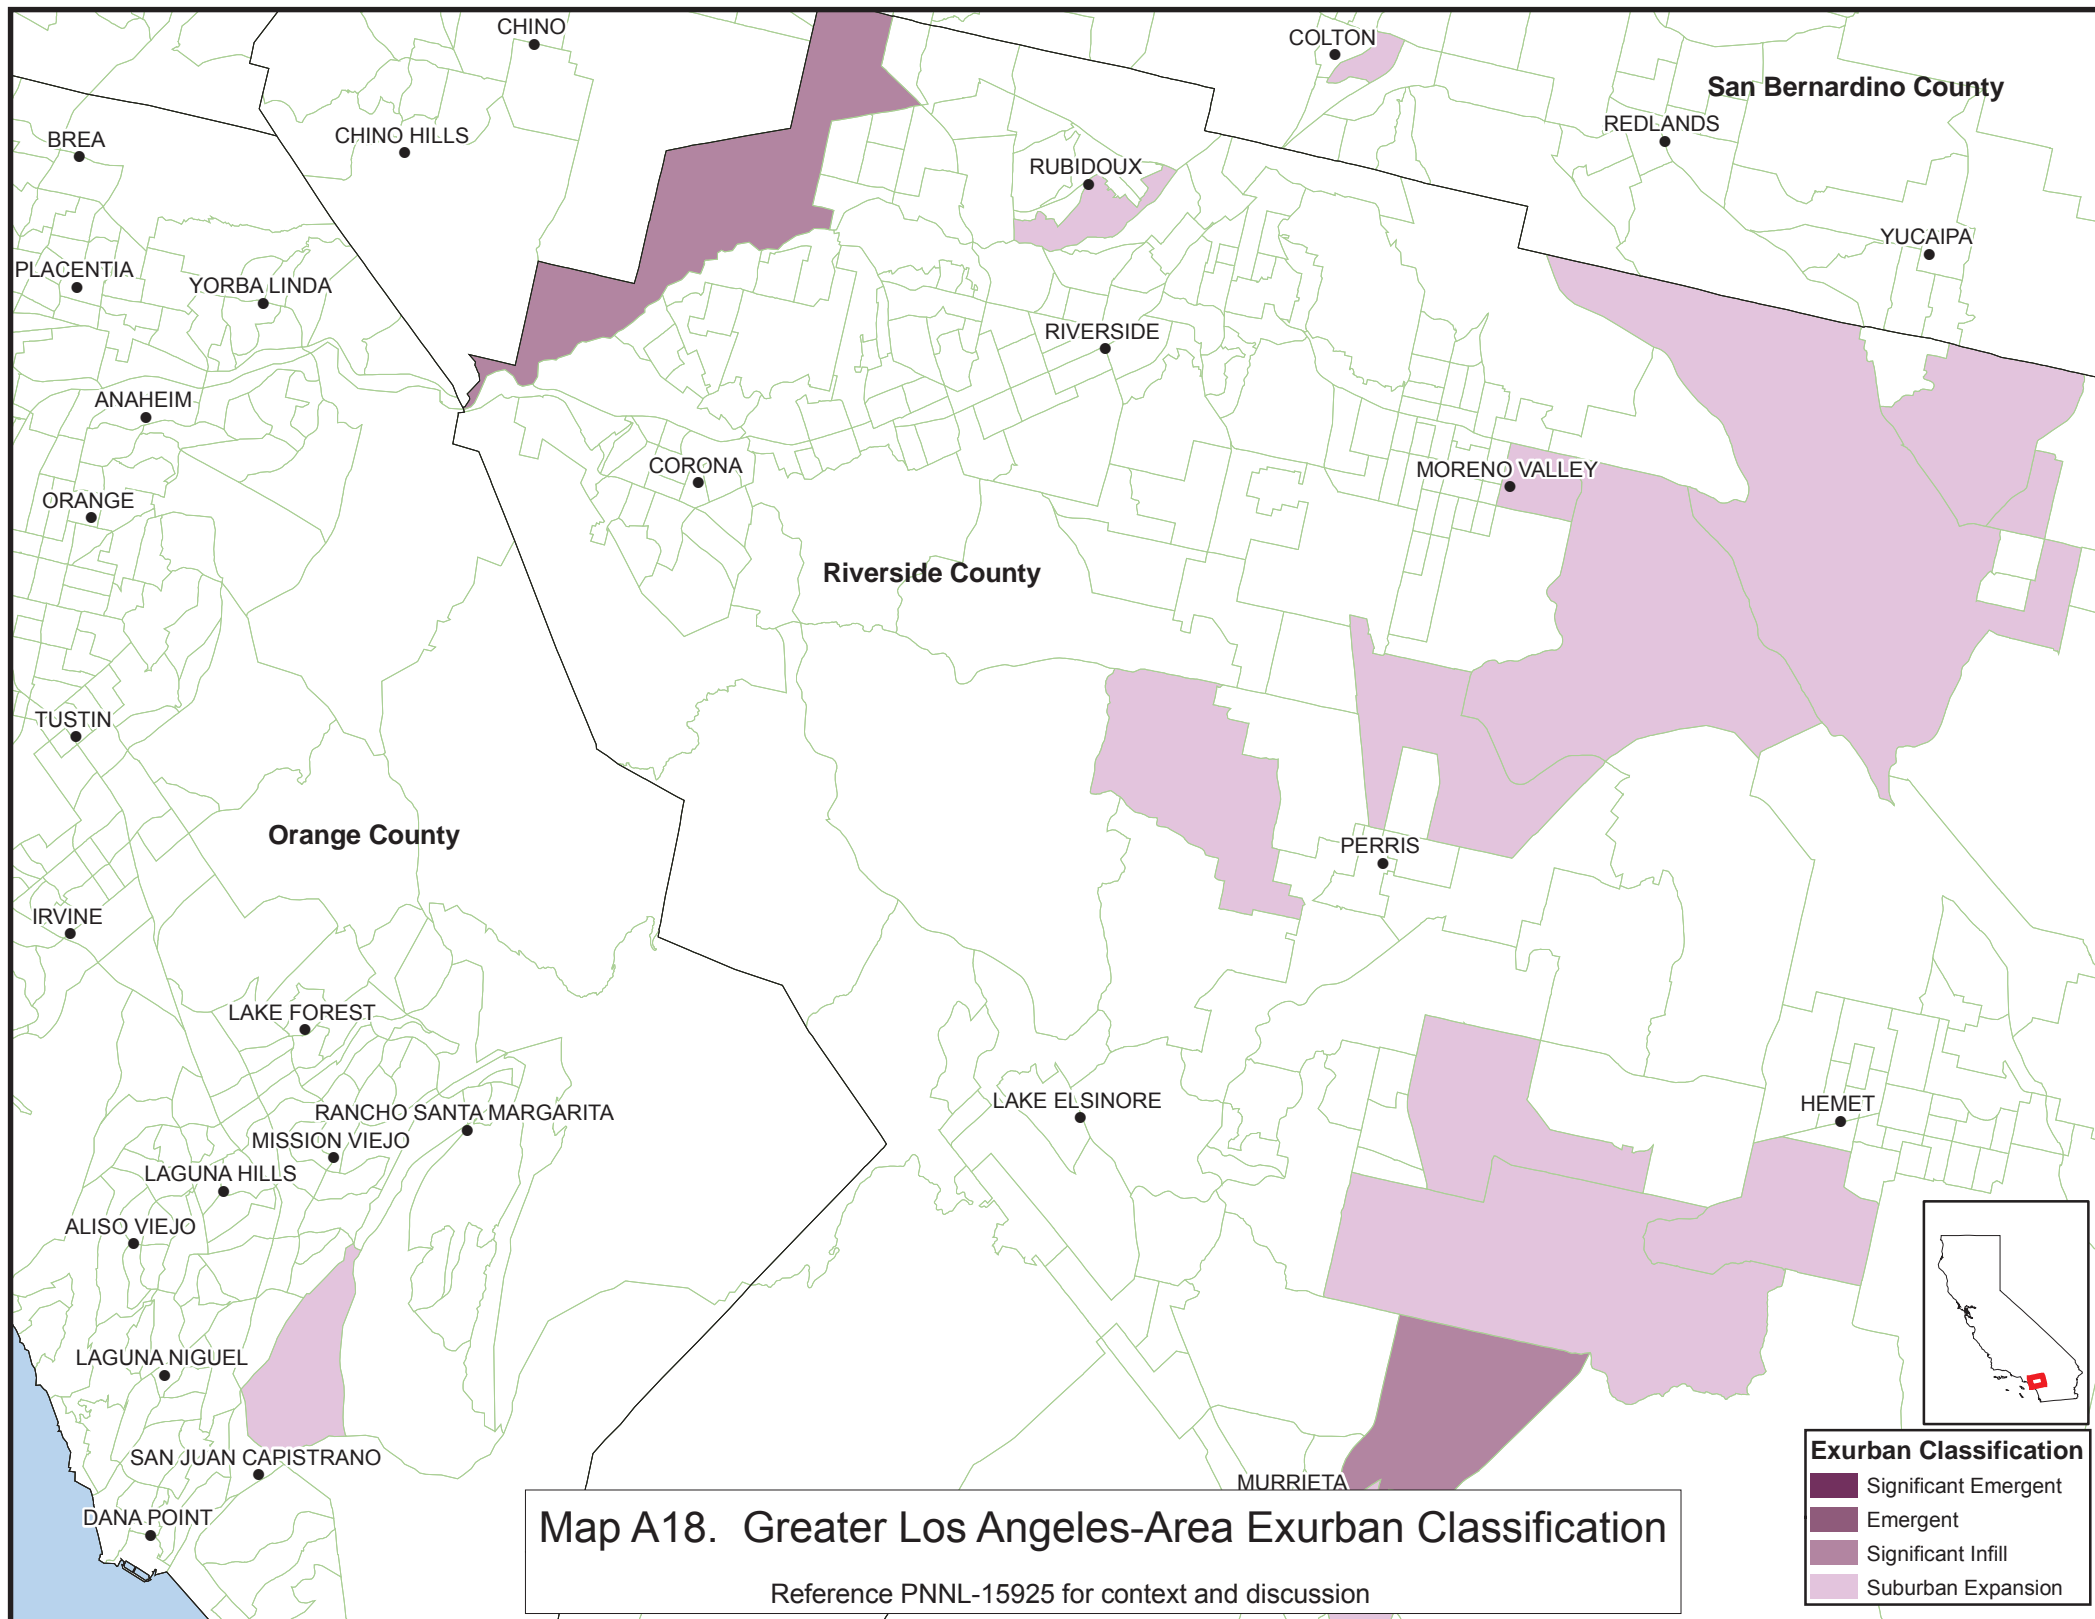 CHINO
COLTON
San Bernardino County
BREA
CHINO HILLS
REDLANDS
RUBIDOUX
YUCAIPA
PLACENTIA
YORBA LINDA
RIVERSIDE
ANAHEIM
CORONA
MORENO VALLEY
ORANGE
Riverside County
TUSTIN
Orange County
PERRIS
IRVINE
LAKE FOREST
LAKE ELSINORE
HEMET
RANCHO SANTA MARGARITA
MISSION VIEJO
LAGUNA HILLS
ALISO VIEJO
LAGUNA NIGUEL
SAN JUAN CAPISTRANO
MURRIETA
DANA POINT
Map A18. Greater Los Angeles-Area Exurban Classification
Reference PNNL-15925 for context and discussion
Exurban Classification
Significant Emergent
Emergent
Significant Infill
Suburban Expansion